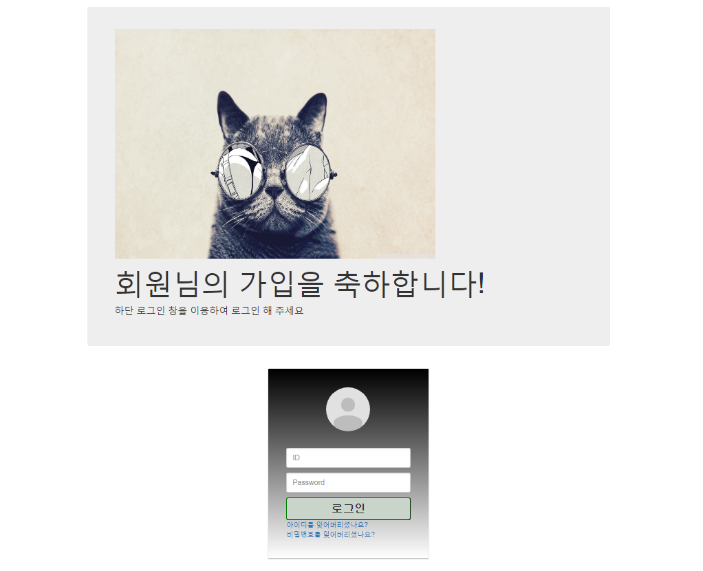 회원님의 가입을 축하합니다!
하단 로그인 창을 이용하여 로그인 해 주세요
ID
Password
로그인
아이디를 잊어버리셨나요?
비밀번호를 잊어버리셨나요?